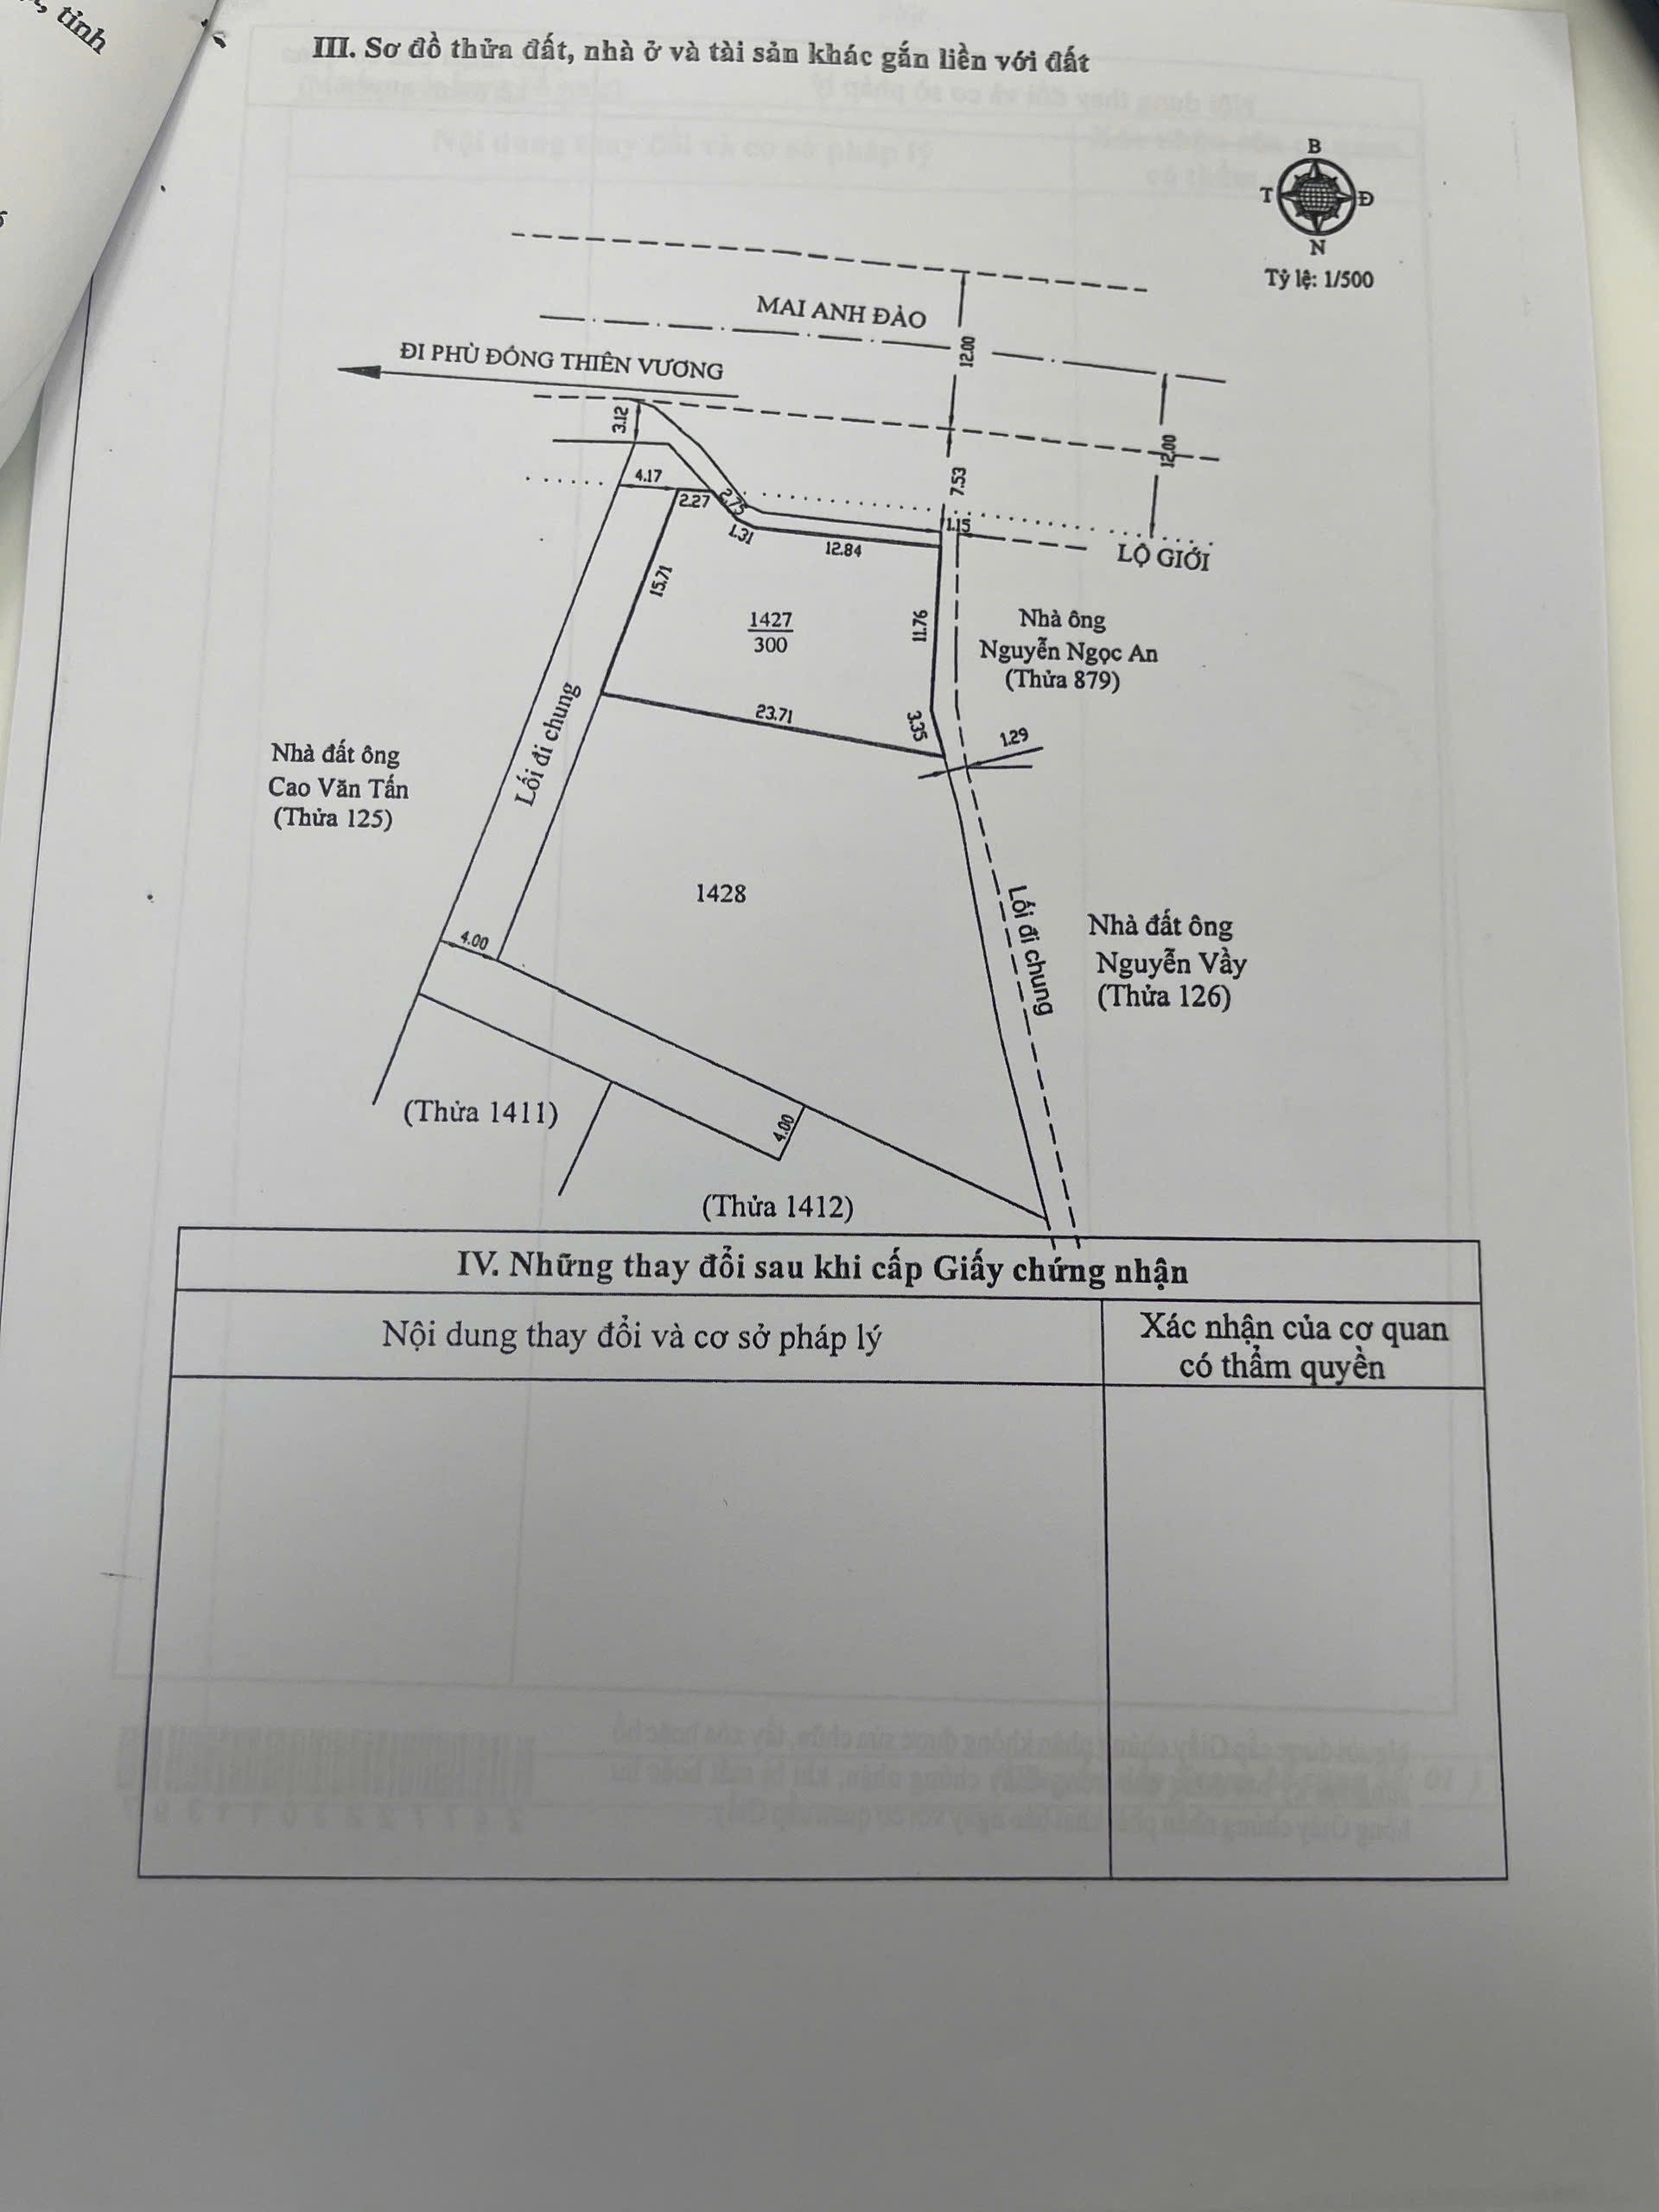 tỉnh
III. Sơ đồ thửa đất, nhà ở và tài sản khác gắn liền với đất
B
T
Đ
N
Tỷ lệ: 1/500
MAI ANH ĐÀO
12.00
ĐI PHÙ ĐỔNG THIÊN VƯƠNG
3.12
12.00
4.17
7.53
2.27
2.75
1.15
1.31
12.84
LỘ GIỚI
15.71
1427
300
11.76
Nhà ông
Nguyễn Ngọc An
(Thửa 879)
23.71
3.35
1.29
Lối đi chung
Nhà đất ông
Cao Văn Tấn
(Thửa 125)
1428
Lối đi chung
Nhà đất ông
Nguyễn Vầy
(Thửa 126)
4.00
(Thửa 1411)
4.00
(Thửa 1412)
IV. Những thay đổi sau khi cấp Giấy chứng nhận
Nội dung thay đổi và cơ sở pháp lý
Xác nhận của cơ quan
có thẩm quyền